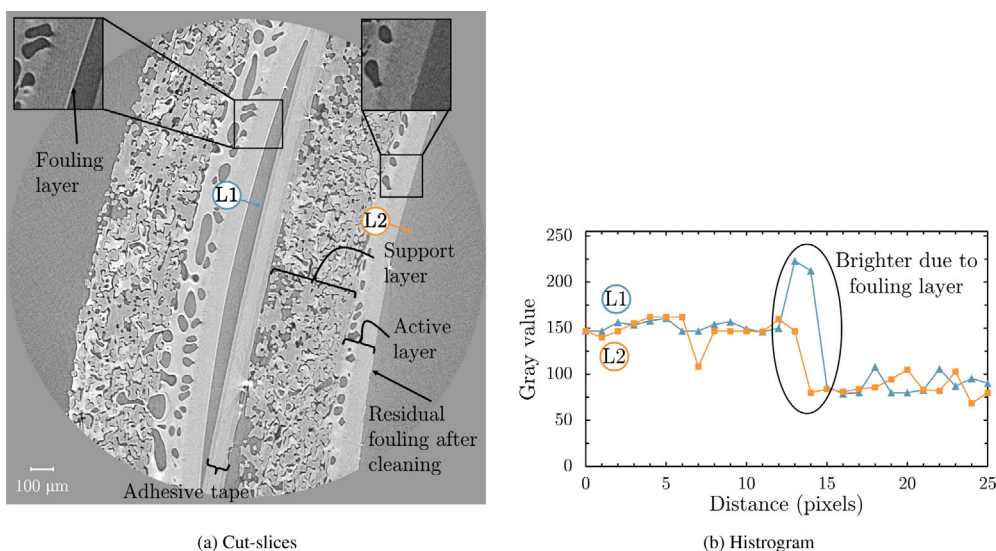 Fouling
layer
L1
L2
Support
layer
Active
layer
Residual
fouling after
cleaning
100 μm
Adhesive tape
(a) Cut-slices
250
200
150
100
50
0
Gray value
L1
L2
Brighter due to
fouling layer
0 5 10 15 20 25
Distance (pixels)
(b) Histrogram